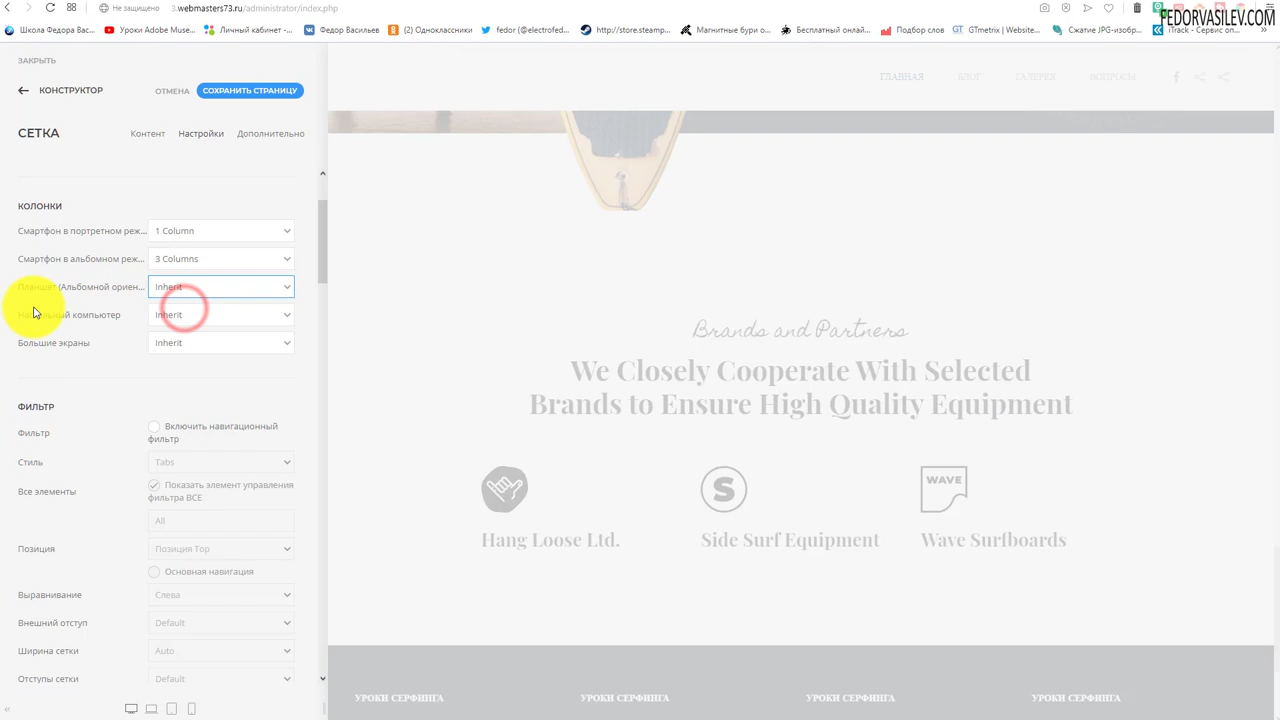 Не защищено 3.webmasters73.ru/administrator/index.php
FEDORVASILEV.COM
Школа Федора Вас...
Уроки Adobe Muse...
Личный кабинет -...
Федор Васильев
(2) Одноклассники
fedor (@electrofed...
http://store.steamp...
Магнитные бури о...
Бесплатный онлай...
Подбор слов
GTmetrix | Website...
Сжатие JPG-изобр...
iTrack - Сервис оп...
ЗАКРЫТЬ
КОНСТРУКТОР
ОТМЕНА
СОХРАНИТЬ СТРАНИЦУ
ГЛАВНАЯ
БЛОГ
ГАЛЕРЕЯ
ВОПРОСЫ
СЕТКА
Контент
Настройки
Дополнительно
КОЛОНКИ
Смартфон в портретном реж...
1 Column
Смартфон в альбомном реж...
3 Columns
Планшет (Альбомной ориен...
Inherit
Настольный компьютер
Inherit
Большие экраны
Inherit
ФИЛЬТР
Фильтр
Включить навигационный
фильтр
Стиль
Tabs
Все элементы
Показать элемент управления
фильтра ВСЕ
All
Позиция
Позиция Top
Основная навигация
Выравнивание
Слева
Внешний отступ
Default
Ширина сетки
Auto
Отступы сетки
Default
Brands and Partners
We Closely Cooperate With Selected
Brands to Ensure High Quality Equipment
S
WAVE
Hang Loose Ltd.
Side Surf Equipment
Wave Surfboards
УРОКИ СЕРФИНГА
УРОКИ СЕРФИНГА
УРОКИ СЕРФИНГА
УРОКИ СЕРФИНГА